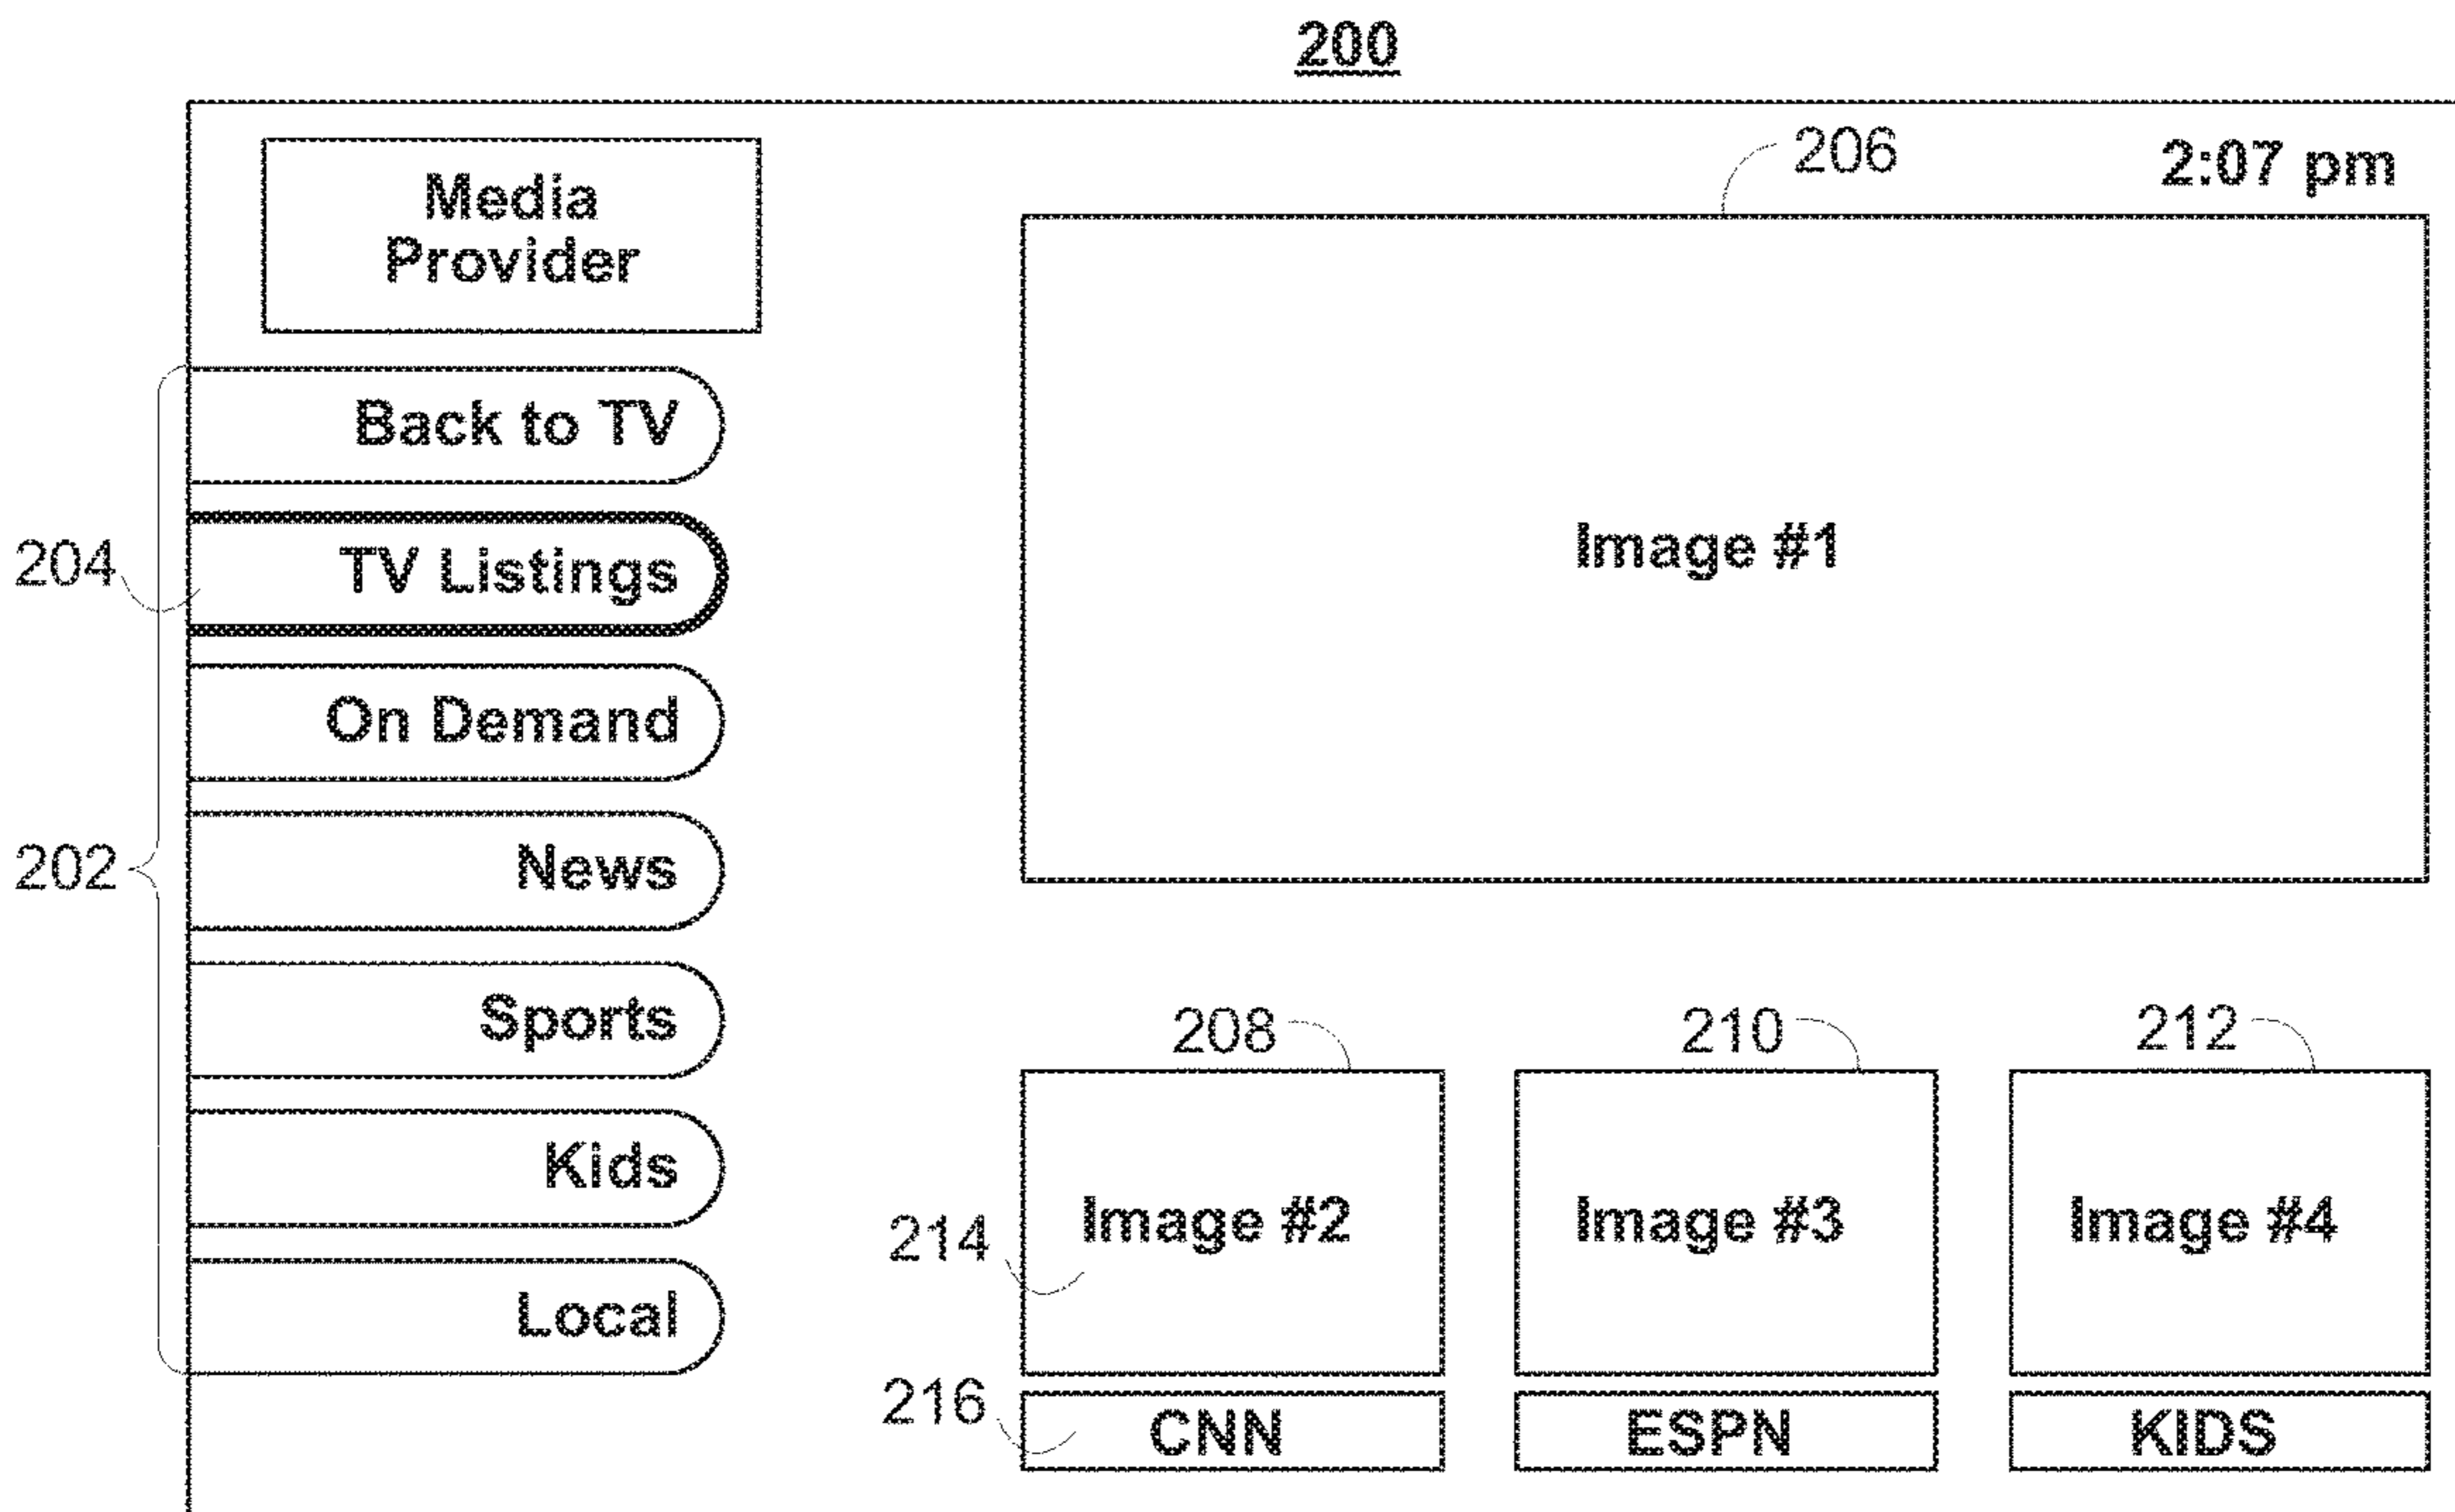 200
206
2:07 pm
Media
Provider
Back to TV
204
TV Listings
Image #1
On Demand
202
News
Sports
208
210
212
Kids
214
Image #2
Image #3
Image #4
Local
216
CNN
ESPN
KIDS